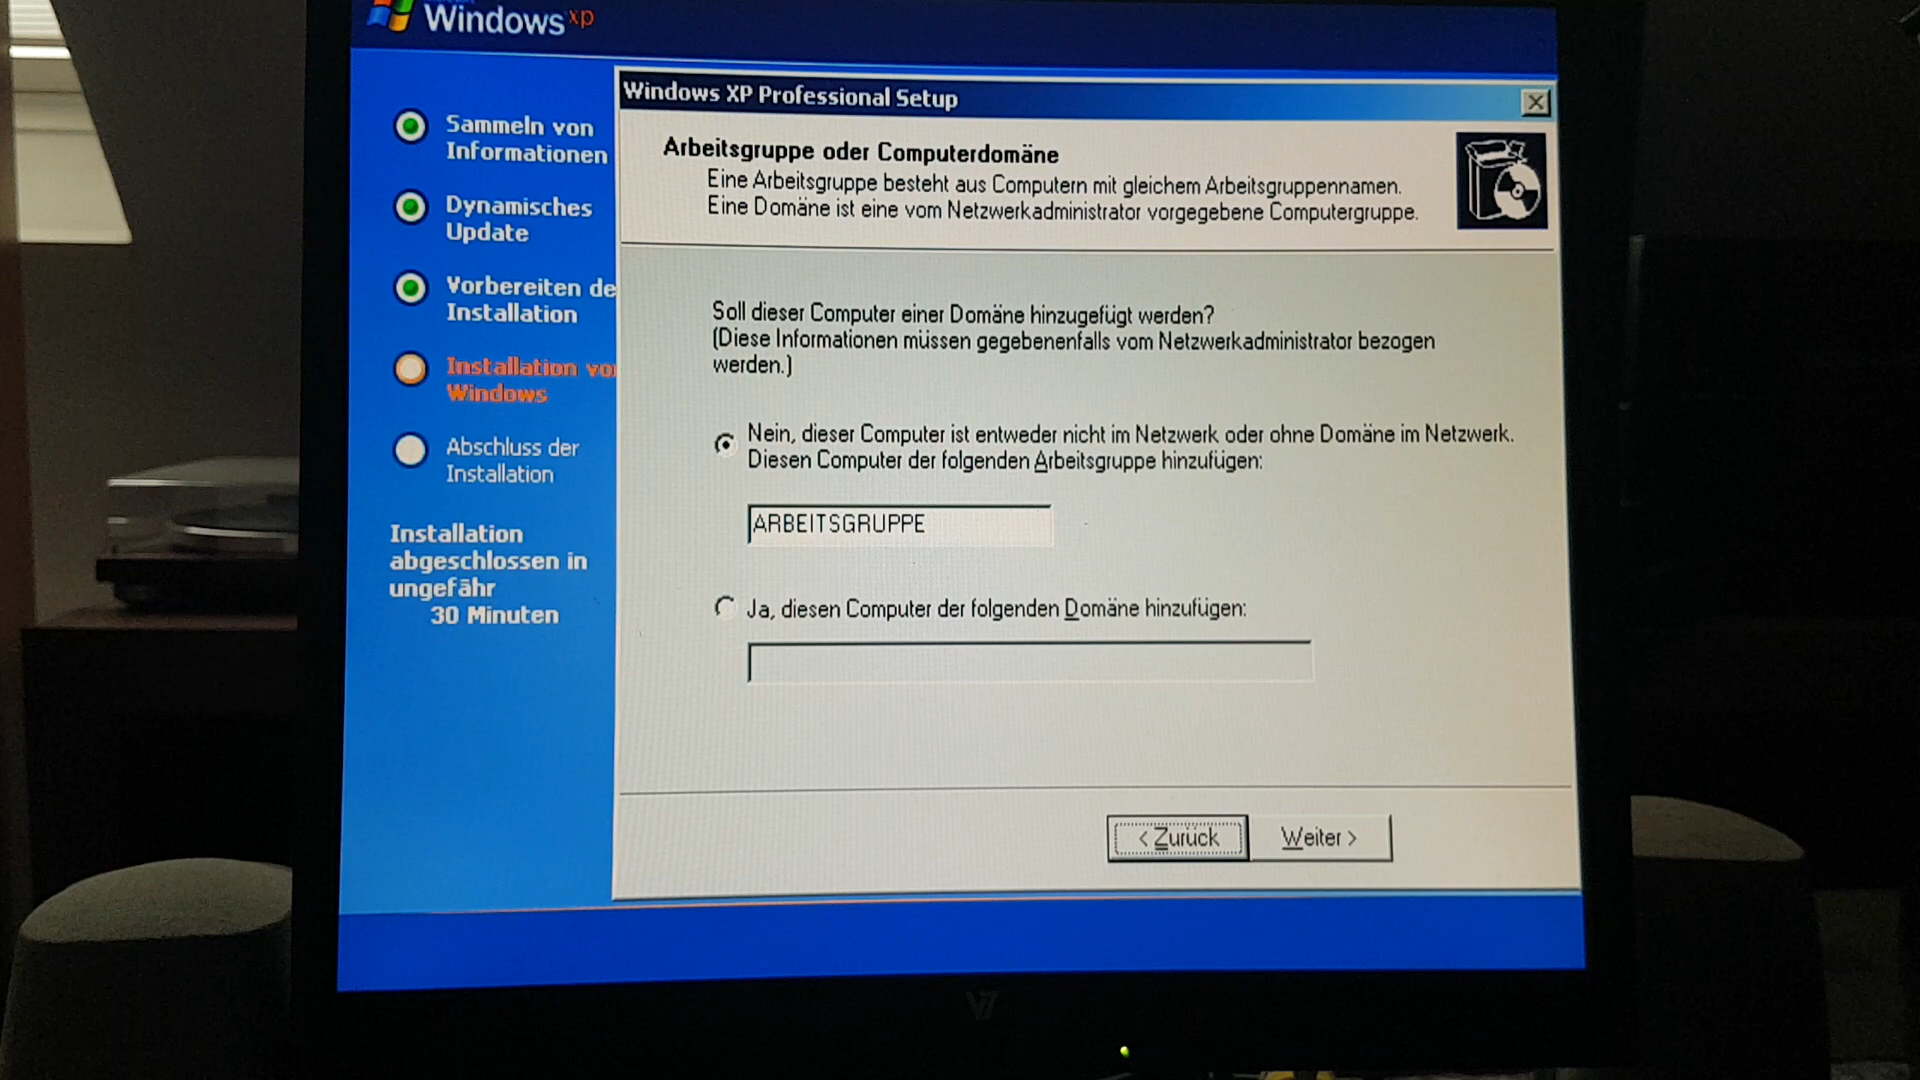 Windows xp
Windows XP Professional Setup
Sammeln von
Informationen
Dynamisches
Update
Vorbereiten de
Installation
Installation vo
Windows
Abschluss der
Installation
Installation
abgeschlossen in
ungefähr
30 Minuten
Arbeitsgruppe oder Computerdomäne
Eine Arbeitsgruppe besteht aus Computern mit gleichem Arbeitsgruppennamen.
Eine Domäne ist eine vom Netzwerkadministrator vorgegebene Computergruppe.
Soll dieser Computer einer Domäne hinzugefügt werden?
(Diese Informationen müssen gegebenenfalls vom Netzwerkadministrator bezogen
werden.)
Nein, dieser Computer ist entweder nicht im Netzwerk oder ohne Domäne im Netzwerk.
Diesen Computer der folgenden Arbeitsgruppe hinzufügen:
ARBEITSGRUPPE
Ja, diesen Computer der folgenden Domäne hinzufügen:
< Zurück
Weiter >
V7